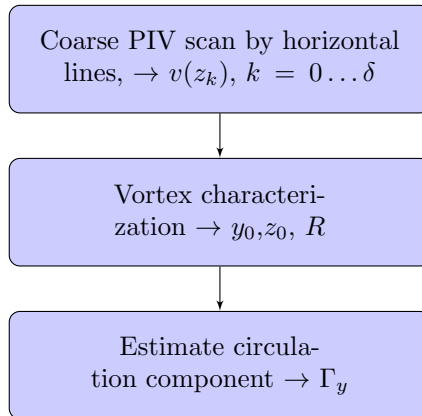 Coarse PIV scan by horizontal
lines, → v(z_k), k = 0…δ
Vortex characteri-
zation → y_0,z_0, R
Estimate circula-
tion component → Γ_y